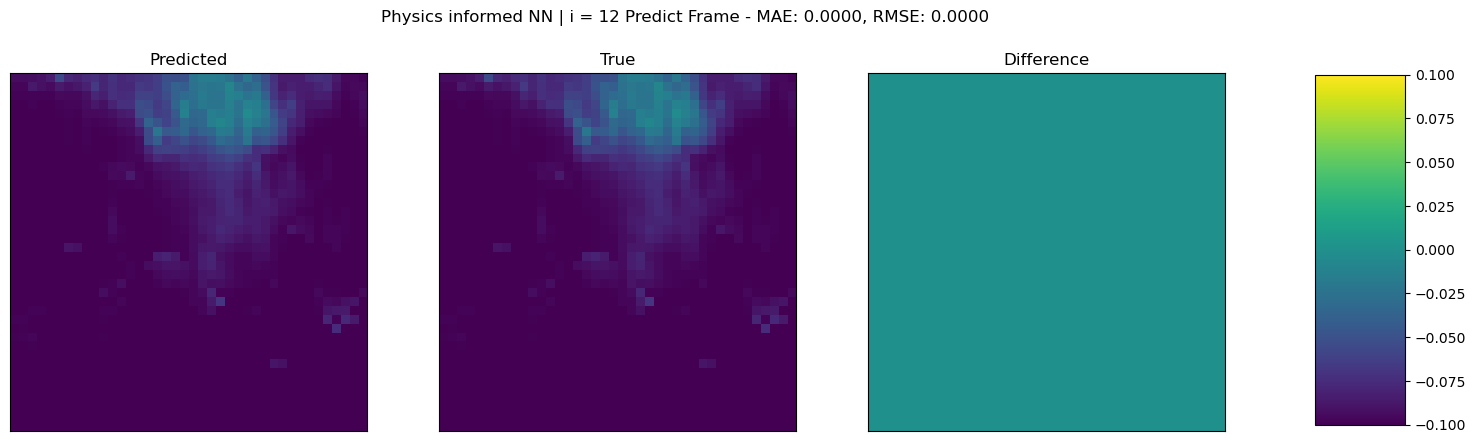 Physics informed NN | i = 12 Predict Frame - MAE: 0.0000, RMSE: 0.0000
Predicted
True
Difference
0.100
0.075
0.050
0.025
0.000
−0.025
−0.050
−0.075
−0.100